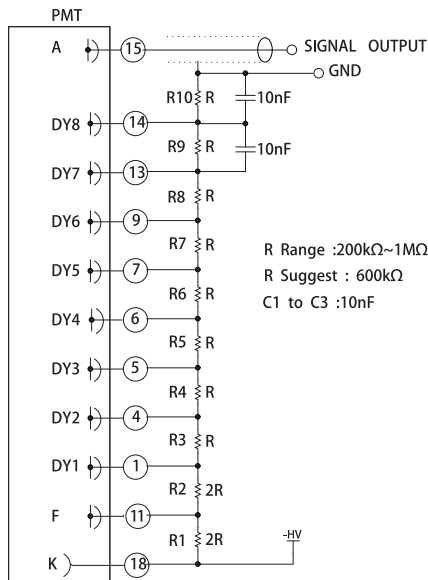 PMT
A 15 SIGNAL OUTPUT
GND
R10 R 10nF
DY8 14
R9 R 10nF
DY7 13
R8 R
DY6 9
R7 R
R Range :200kΩ~1MΩ
DY5 7
R Suggest : 600kΩ
R6 R
C1 to C3 :10nF
DY4 6
R5 R
DY3 5
R4 R
DY2 4
R3 R
DY1 1
R2 2R
F 11
R1 2R
-HV
K 18